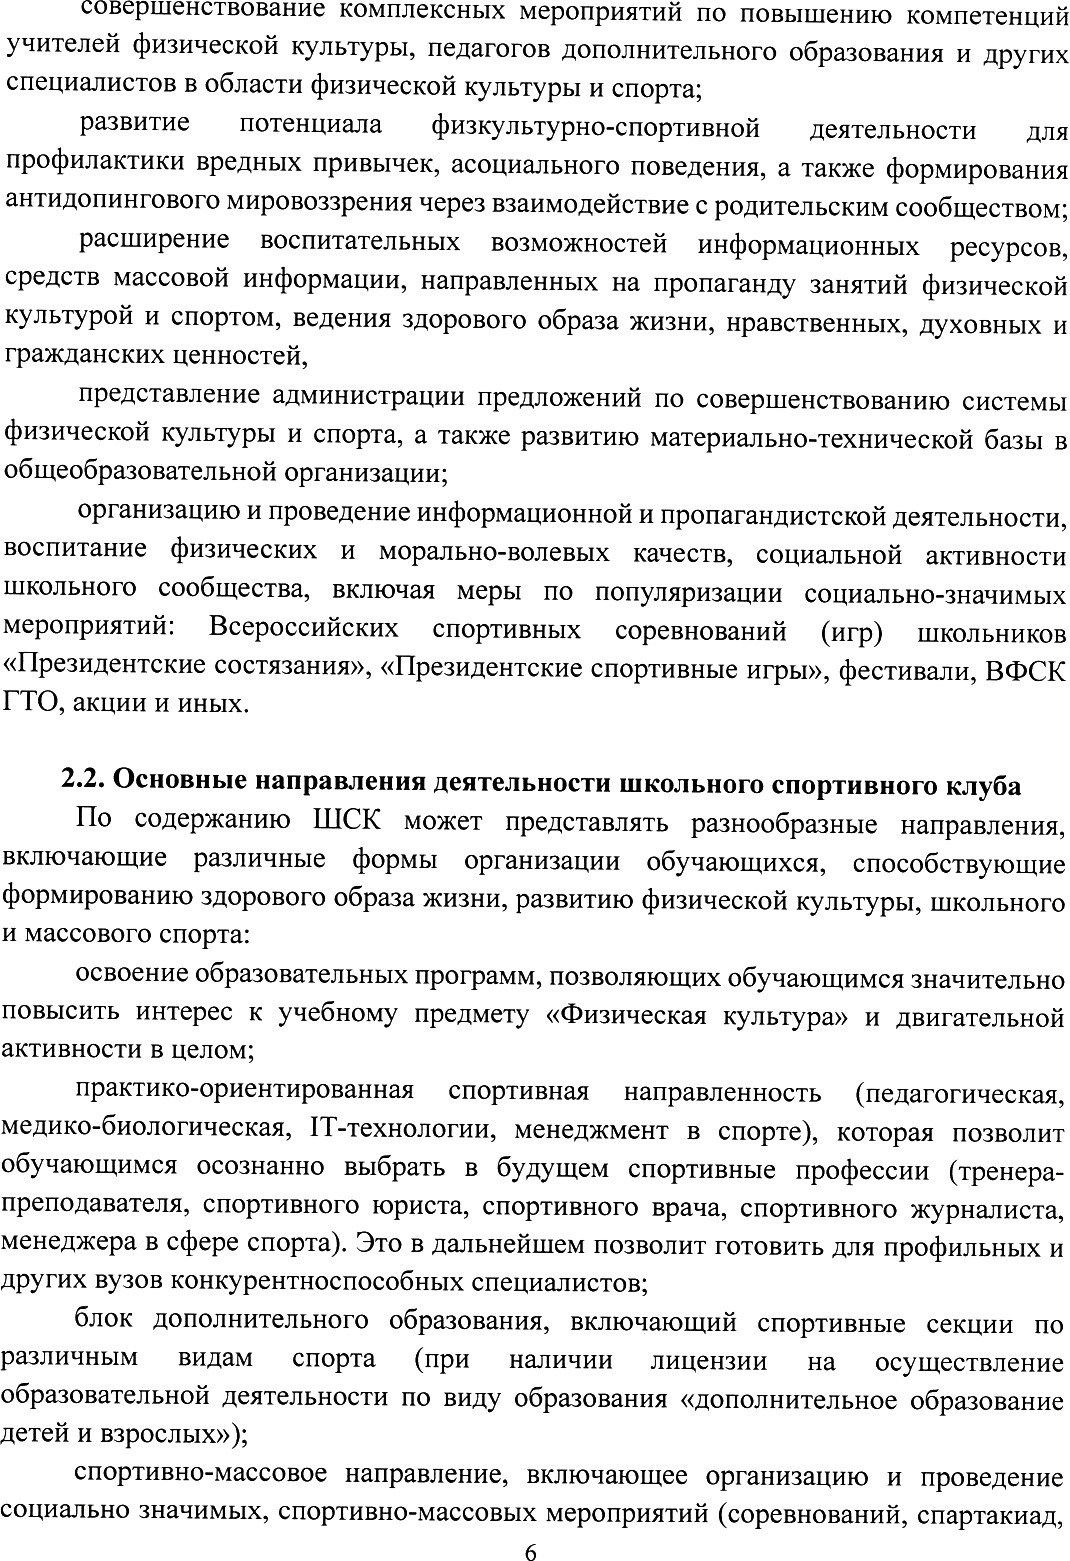 совершенствование комплексных мероприятий по повышению компетенций
учителей физической культуры, педагогов дополнительного образования и других
специалистов в области физической культуры и спорта;
развитие потенциала физкультурно-спортивной деятельности для
профилактики вредных привычек, асоциального поведения, а также формирования
антидопингового мировоззрения через взаимодействие с родительским сообществом;
расширение воспитательных возможностей информационных ресурсов,
средств массовой информации, направленных на пропаганду занятий физической
культурой и спортом, ведения здорового образа жизни, нравственных, духовных и
гражданских ценностей,
представление администрации предложений по совершенствованию системы
физической культуры и спорта, а также развитию материально-технической базы в
общеобразовательной организации;
организацию и проведение информационной и пропагандистской деятельности,
воспитание физических и морально-волевых качеств, социальной активности
школьного сообщества, включая меры по популяризации социально-значимых
мероприятий: Всероссийских спортивных соревнований (игр) школьников
«Президентские состязания», «Президентские спортивные игры», фестивали, ВФСК
ГТО, акции и иных.
2.2. Основные направления деятельности школьного спортивного клуба
По содержанию ШСК может представлять разнообразные направления,
включающие различные формы организации обучающихся, способствующие
формированию здорового образа жизни, развитию физической культуры, школьного
и массового спорта:
освоение образовательных программ, позволяющих обучающимся значительно
повысить интерес к учебному предмету «Физическая культура» и двигательной
активности в целом;
практико-ориентированная спортивная направленность (педагогическая,
медико-биологическая, IT-технологии, менеджмент в спорте), которая позволит
обучающимся осознанно выбрать в будущем спортивные профессии (тренера-
преподавателя, спортивного юриста, спортивного врача, спортивного журналиста,
менеджера в сфере спорта). Это в дальнейшем позволит готовить для профильных и
других вузов конкурентноспособных специалистов;
блок дополнительного образования, включающий спортивные секции по
различным видам спорта (при наличии лицензии на осуществление
образовательной деятельности по виду образования «дополнительное образование
детей и взрослых»);
спортивно-массовое направление, включающее организацию и проведение
социально значимых, спортивно-массовых мероприятий (соревнований, спартакиад,
6